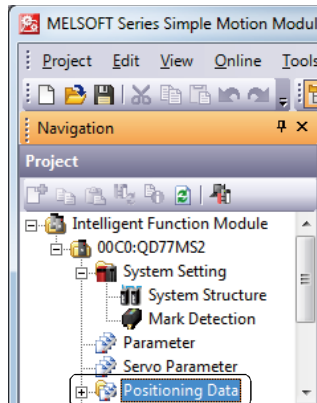 MELSOFT Series Simple Motion Modul
Project Edit View Online Tools
Navigation
Project
Intelligent Function Module
00C0:QD77MS2
System Setting
System Structure
Mark Detection
Parameter
Servo Parameter
Positioning Data